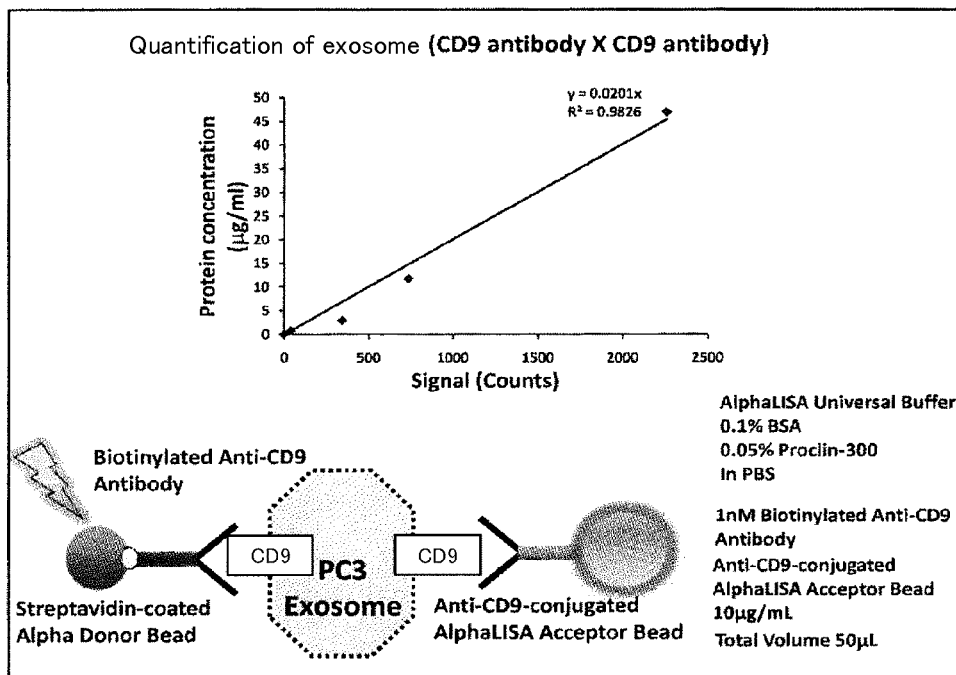 Quantification of exosome (CD9 antibody X CD9 antibody)
y = 0.0201x
R² = 0.9826
Protein concentration
(µg/ml)
50
45
40
35
30
25
20
15
10
5
0
0
500
1000
1500
2000
2500
Signal (Counts)
AlphaLISA Universal Buffer
0.1% BSA
0.05% Proclin-300
In PBS
Biotinylated Anti-CD9
Antibody
CD9
CD9
PC3
Exosome
Streptavidin-coated
Alpha Donor Bead
Anti-CD9-conjugated
AlphaLISA Acceptor Bead
1nM Biotinylated Anti-CD9
Antibody
Anti-CD9-conjugated
AlphaLISA Acceptor Bead
10µg/mL
Total Volume 50µL